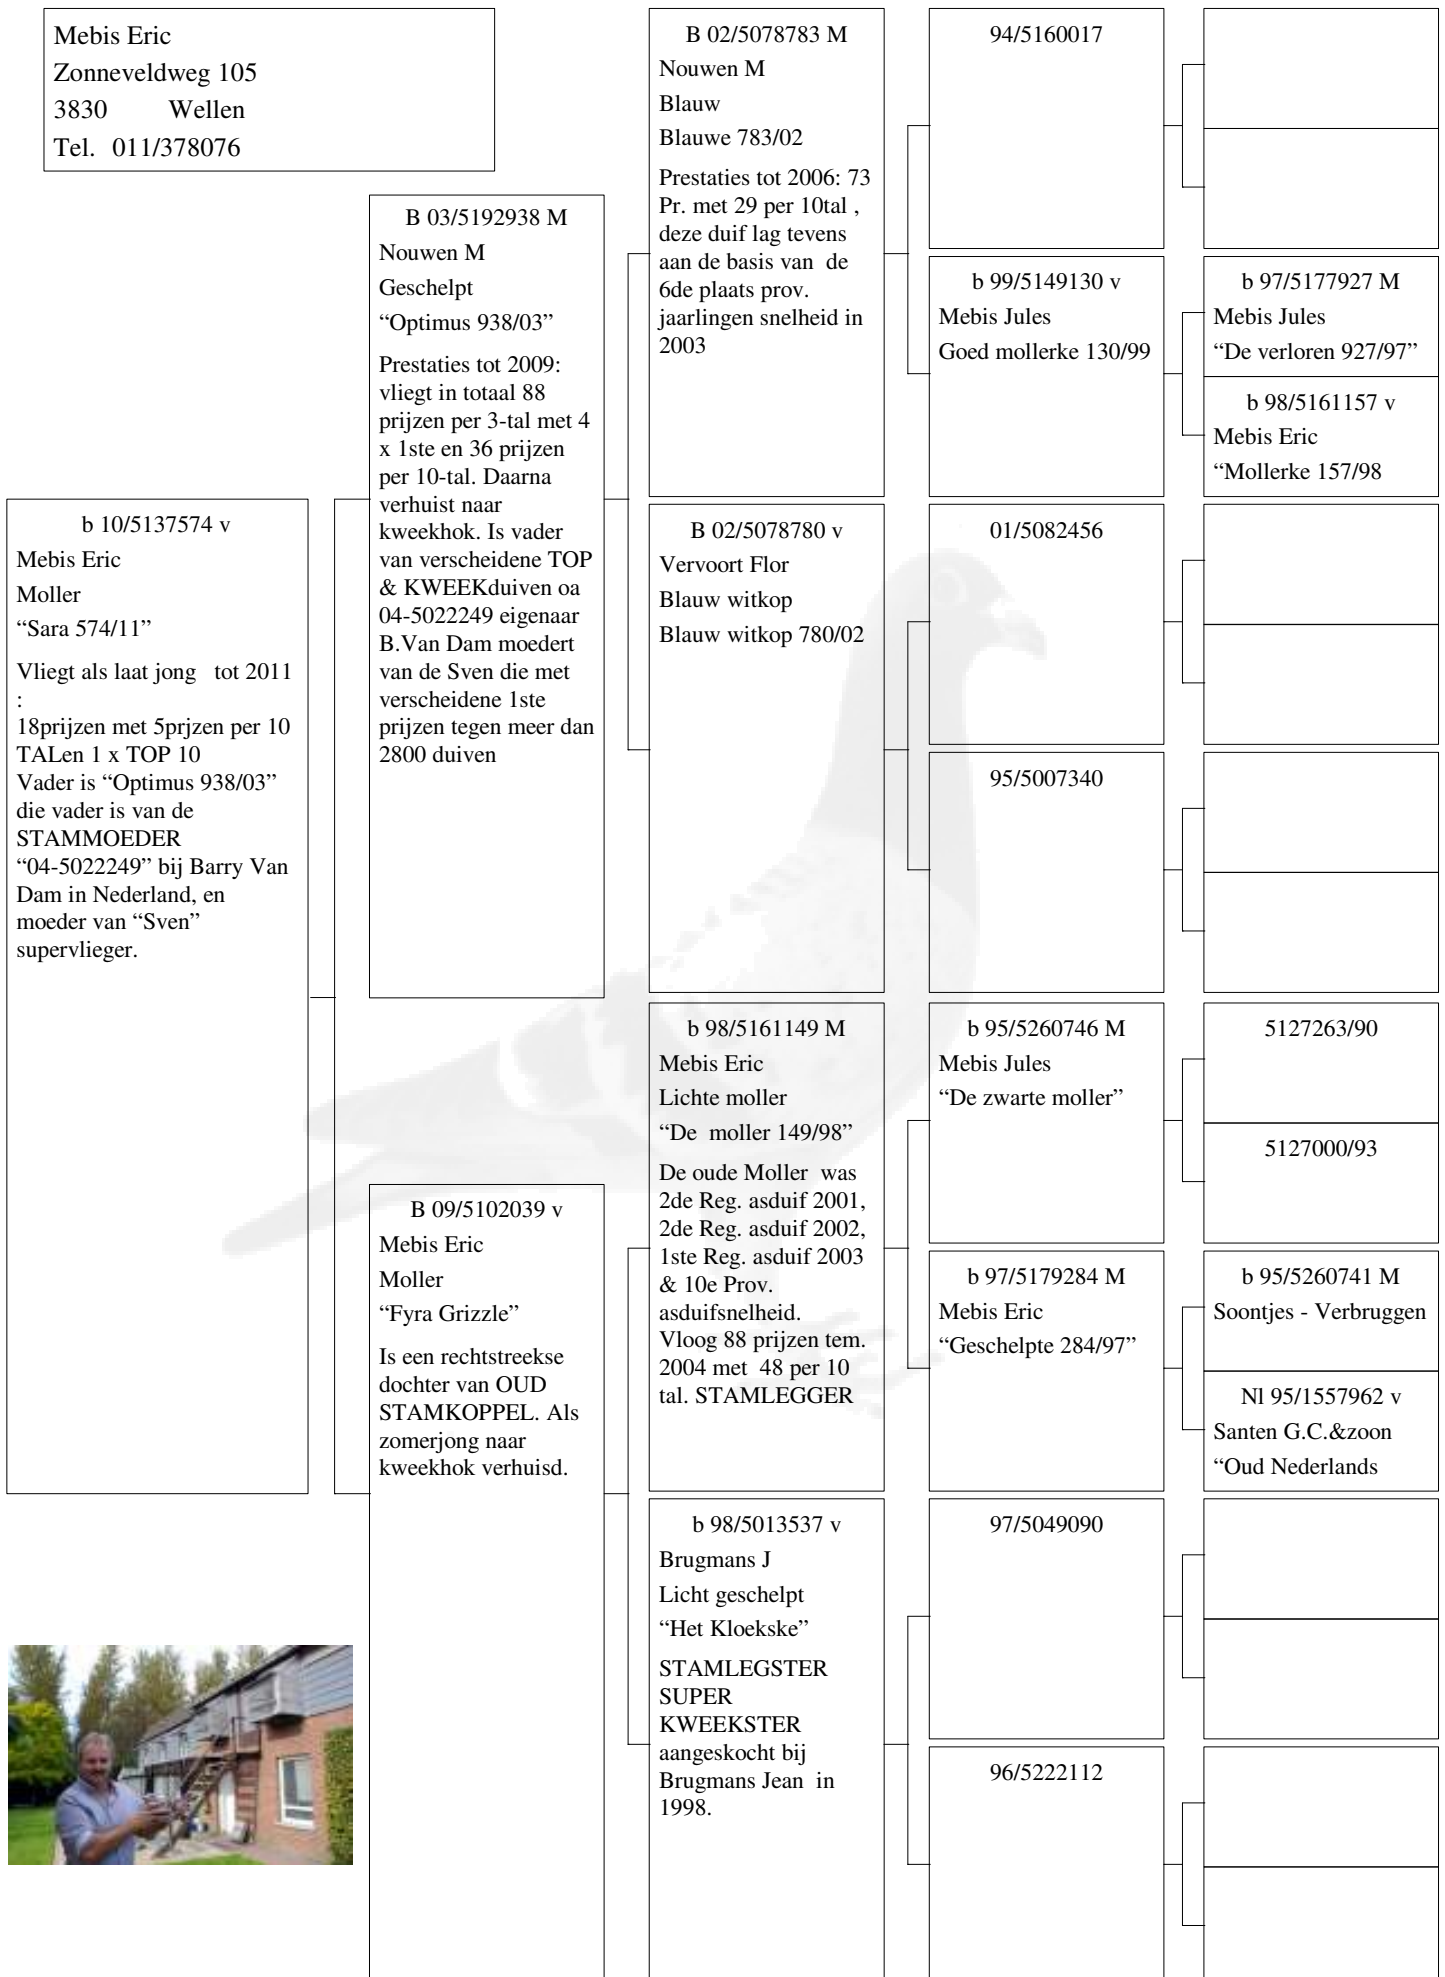 Mebis Eric
Zonneveldweg 105
3830 Wellen
Tel. 011/378076
b 10/5137574 v
Mebis Eric
Moller
“Sara 574/11”
Vliegt als laat jong tot 2011
:
18prijzen met 5prjzen per 10
TALen 1 x TOP 10
Vader is “Optimus 938/03”
die vader is van de
STAMMOEDER
“04-5022249” bij Barry Van
Dam in Nederland, en
moeder van “Sven”
supervlieger.
B 03/5192938 M
Nouwen M
Geschelpt
“Optimus 938/03”
Prestaties tot 2009:
vliegt in totaal 88
prijzen per 3-tal met 4
x 1ste en 36 prijzen
per 10-tal. Daarna
verhuist naar
kweekhok. Is vader
van verscheidene TOP
& KWEEKduiven oa
04-5022249 eigenaar
B.Van Dam moedert
van de Sven die met
verscheidene 1ste
prijzen tegen meer dan
2800 duiven
B 09/5102039 v
Mebis Eric
Moller
“Fyra Grizzle”
Is een rechtstreekse
dochter van OUD
STAMKOPPEL. Als
zomerjong naar
kweekhok verhuisd.
B 02/5078783 M
Nouwen M
Blauw
Blauwe 783/02
Prestaties tot 2006: 73
Pr. met 29 per 10tal ,
deze duif lag tevens
aan de basis van de
6de plaats prov.
jaarlingen snelheid in
2003
B 02/5078780 v
Vervoort Flor
Blauw witkop
Blauw witkop 780/02
b 98/5161149 M
Mebis Eric
Lichte moller
“De moller 149/98”
De oude Moller was
2de Reg. asduif 2001,
2de Reg. asduif 2002,
1ste Reg. asduif 2003
& 10e Prov.
asduifsnelheid.
Vloog 88 prijzen tem.
2004 met 48 per 10
tal. STAMLEGGER
b 98/5013537 v
Brugmans J
Licht geschelpt
“Het Kloekske”
STAMLEGSTER
SUPER
KWEEKSTER
aangeskocht bij
Brugmans Jean in
1998.
94/5160017
b 99/5149130 v
Mebis Jules
Goed mollerke 130/99
01/5082456
95/5007340
b 95/5260746 M
Mebis Jules
“De zwarte moller”
b 97/5179284 M
Mebis Eric
“Geschelpte 284/97”
97/5049090
96/5222112
b 97/5177927 M
Mebis Jules
“De verloren 927/97”
b 98/5161157 v
Mebis Eric
“Mollerke 157/98
5127263/90
5127000/93
b 95/5260741 M
Soontjes - Verbruggen
Nl 95/1557962 v
Santen G.C.&zoon
“Oud Nederlands